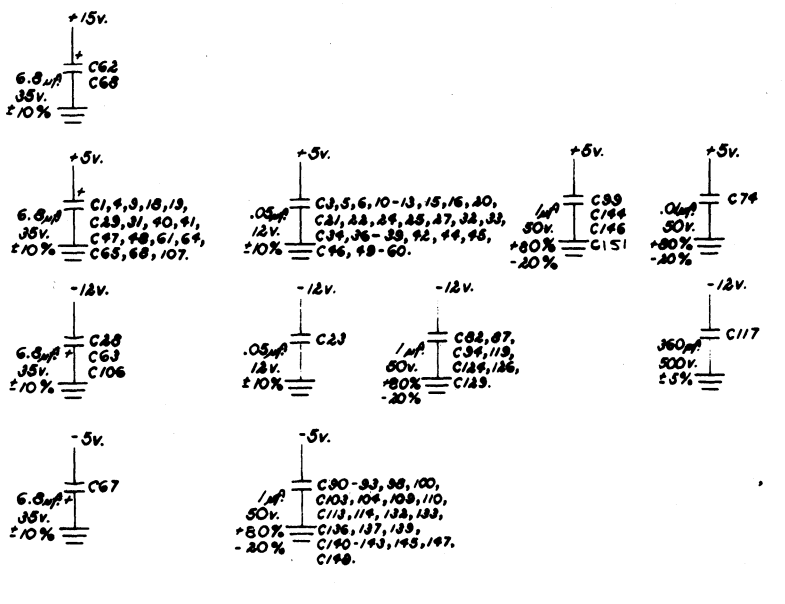 +15v.
+
6.8µf.
35v.
±10%
C62
C68
+5v.
+
6.8µf.
35v.
±10%
C1,4,9,18,19,
C29,31,40,41,
C47,48,61,64,
C65,68,107.
+5v.
.05µf.
12v.
±10%
C3,5,6,10-13,15,16,20,
C21,22,24,25,27,32,33,
C34,36-39,42,44,45,
C46,49-60.
+5v.
1µf.
50v.
+80%
-20%
C99
C144
C146
C151
+5v.
.01µf.
50v.
+80%
-20%
C74
-12v.
6.8µf.
+
35v.
±10%
C28
C63
C106
-12v.
.05µf.
12v.
±10%
C23
-12v.
1µf.
50v.
+80%
-20%
C82,87,
C94,119,
C124,126,
C129.
-12v.
360pf.
500v.
±5%
C117
-5v.
6.8µf.
+
35v.
±10%
C67
-5v.
1µf.
50v.
+80%
-20%
C90-93,98,100,
C103,104,109,110,
C113,114,132,133,
C136,137,139,
C140-143,145,147,
C148.